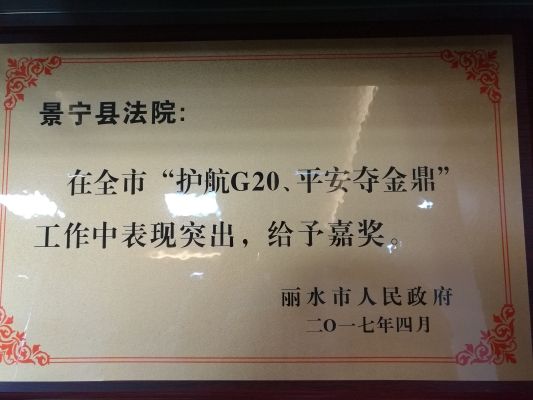 景宁县法院：
在全市“护航G20、平安夺金鼎”
工作中表现突出，给予嘉奖。
丽水市人民政府
二〇一七年四月